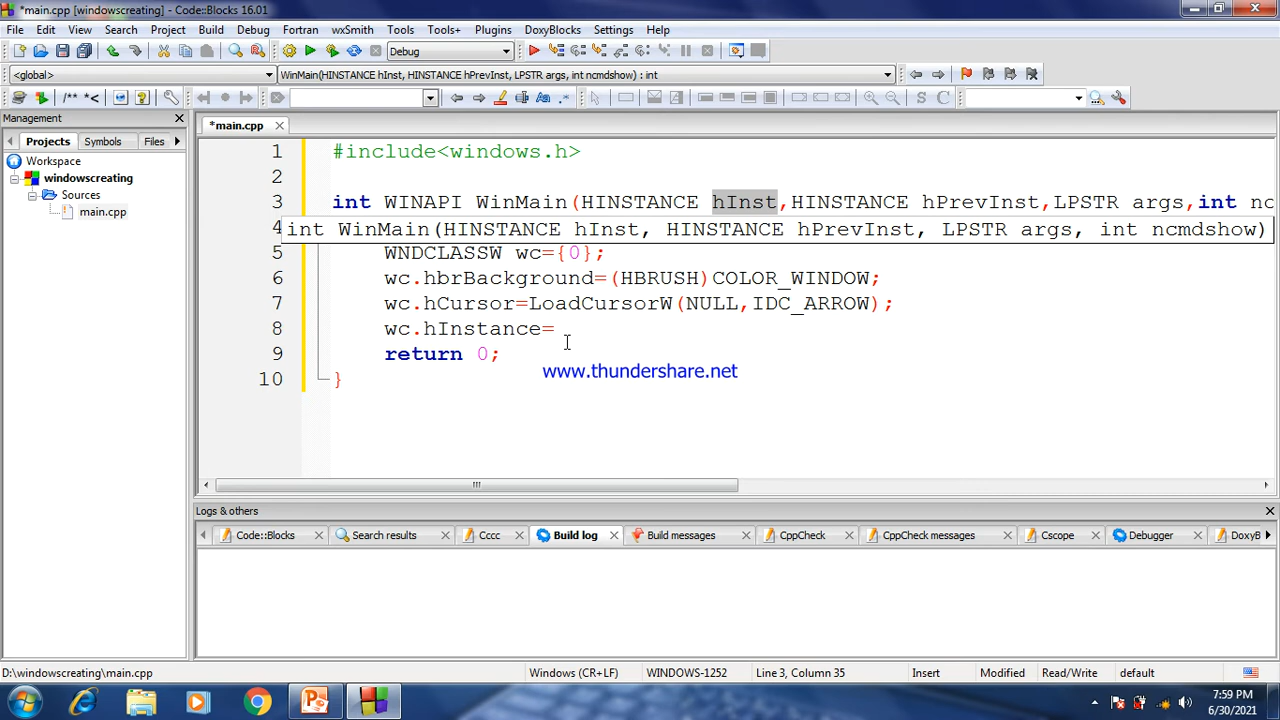 *main.cpp [windowscreating] - Code::Blocks 16.01
File Edit View Search Project Build Debug Fortran wxSmith Tools Tools+ Plugins DoxyBlocks Settings Help
Debug
<global> WinMain(HINSTANCE hInst, HINSTANCE hPrevInst, LPSTR args, int ncmdshow) : int
/** *< S C
Management
Projects Symbols Files
Workspace
windowscreating
Sources
main.cpp
*main.cpp
1 #include<windows.h>
2
3 int WINAPI WinMain(HINSTANCE hInst,HINSTANCE hPrevInst,LPSTR args,int nc
4 int WinMain(HINSTANCE hInst, HINSTANCE hPrevInst, LPSTR args, int ncmdshow)
5 WNDCLASSW wc={0};
6 wc.hbrBackground=(HBRUSH)COLOR_WINDOW;
7 wc.hCursor=LoadCursorW(NULL,IDC_ARROW);
8 wc.hInstance=
9 return 0;
www.thundershare.net
10 }
Logs & others
Code::Blocks Search results Cccc Build log Build messages CppCheck CppCheck messages Cscope Debugger DoxyB
D:\windowscreating\main.cpp Windows (CR+LF) WINDOWS-1252 Line 3, Column 35 Insert Modified Read/Write default
7:59 PM
6/30/2021